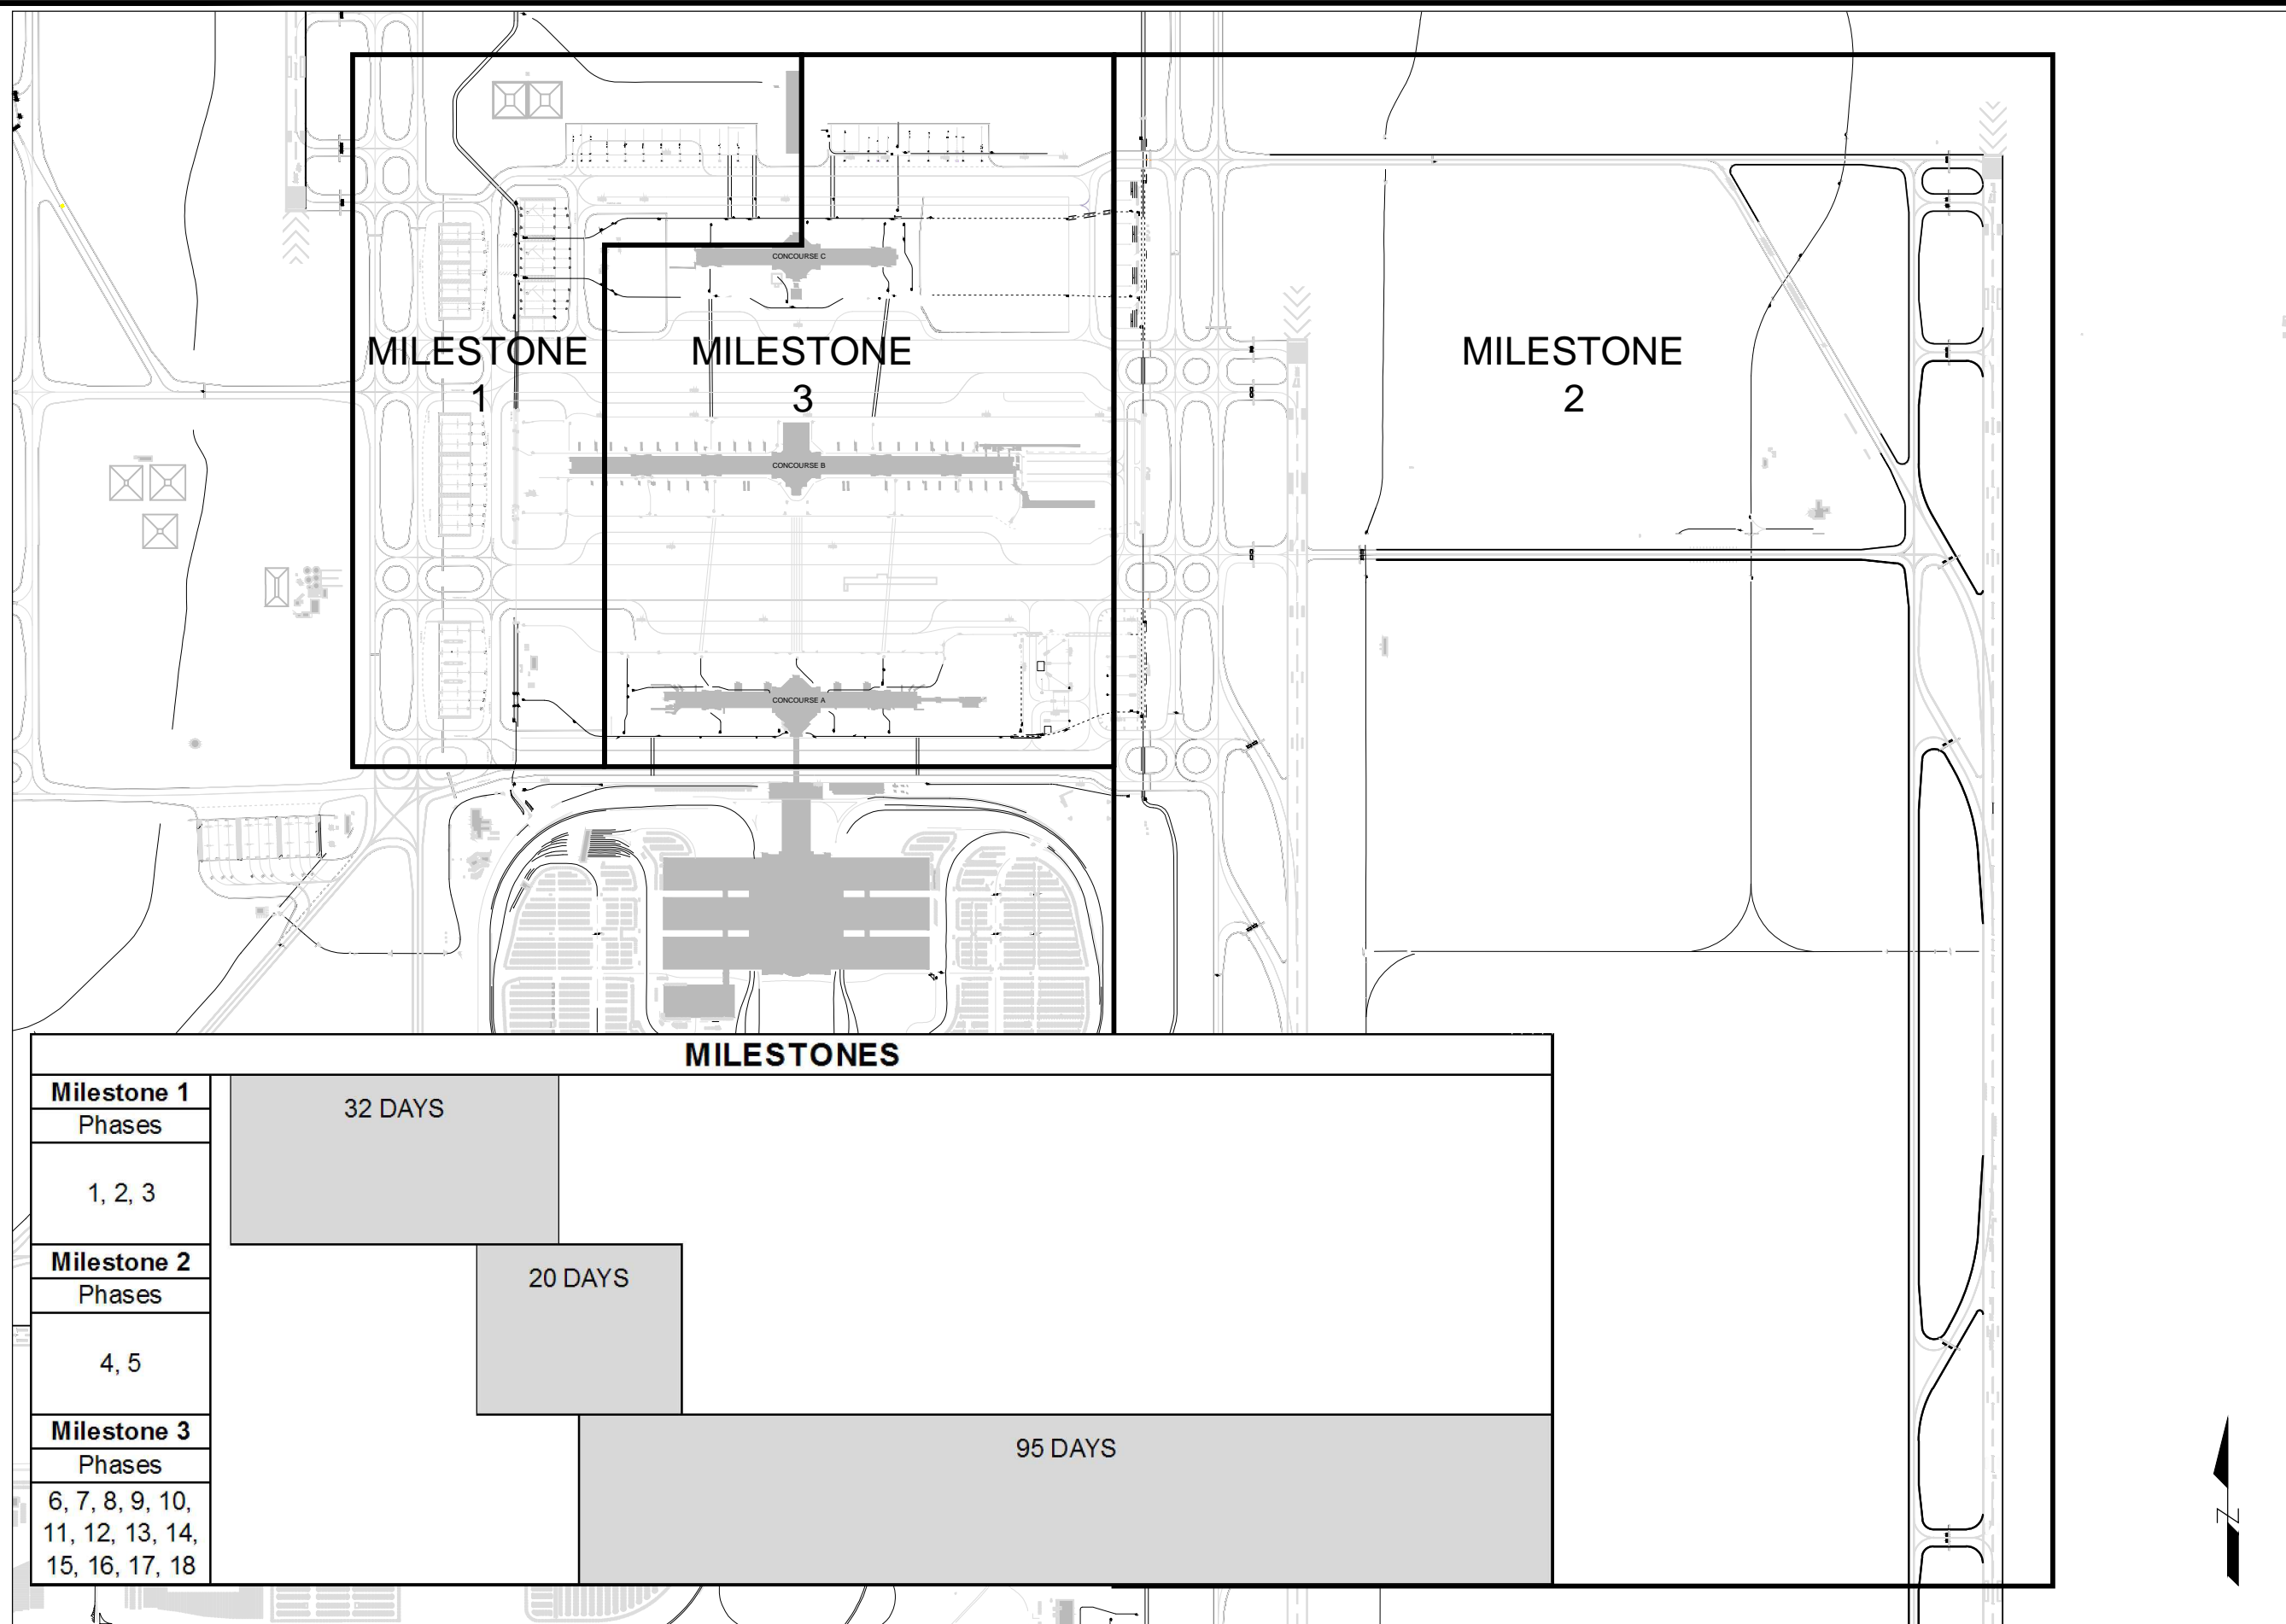 CONCOURSE C
MILESTONE
1
MILESTONE
3
MILESTONE
2
CONCOURSE B
CONCOURSE A
MILESTONES
Milestone 1
Phases
1, 2, 3
32 DAYS
Milestone 2
Phases
4, 5
20 DAYS
Milestone 3
Phases
6, 7, 8, 9, 10,
11, 12, 13, 14,
15, 16, 17, 18
95 DAYS
N